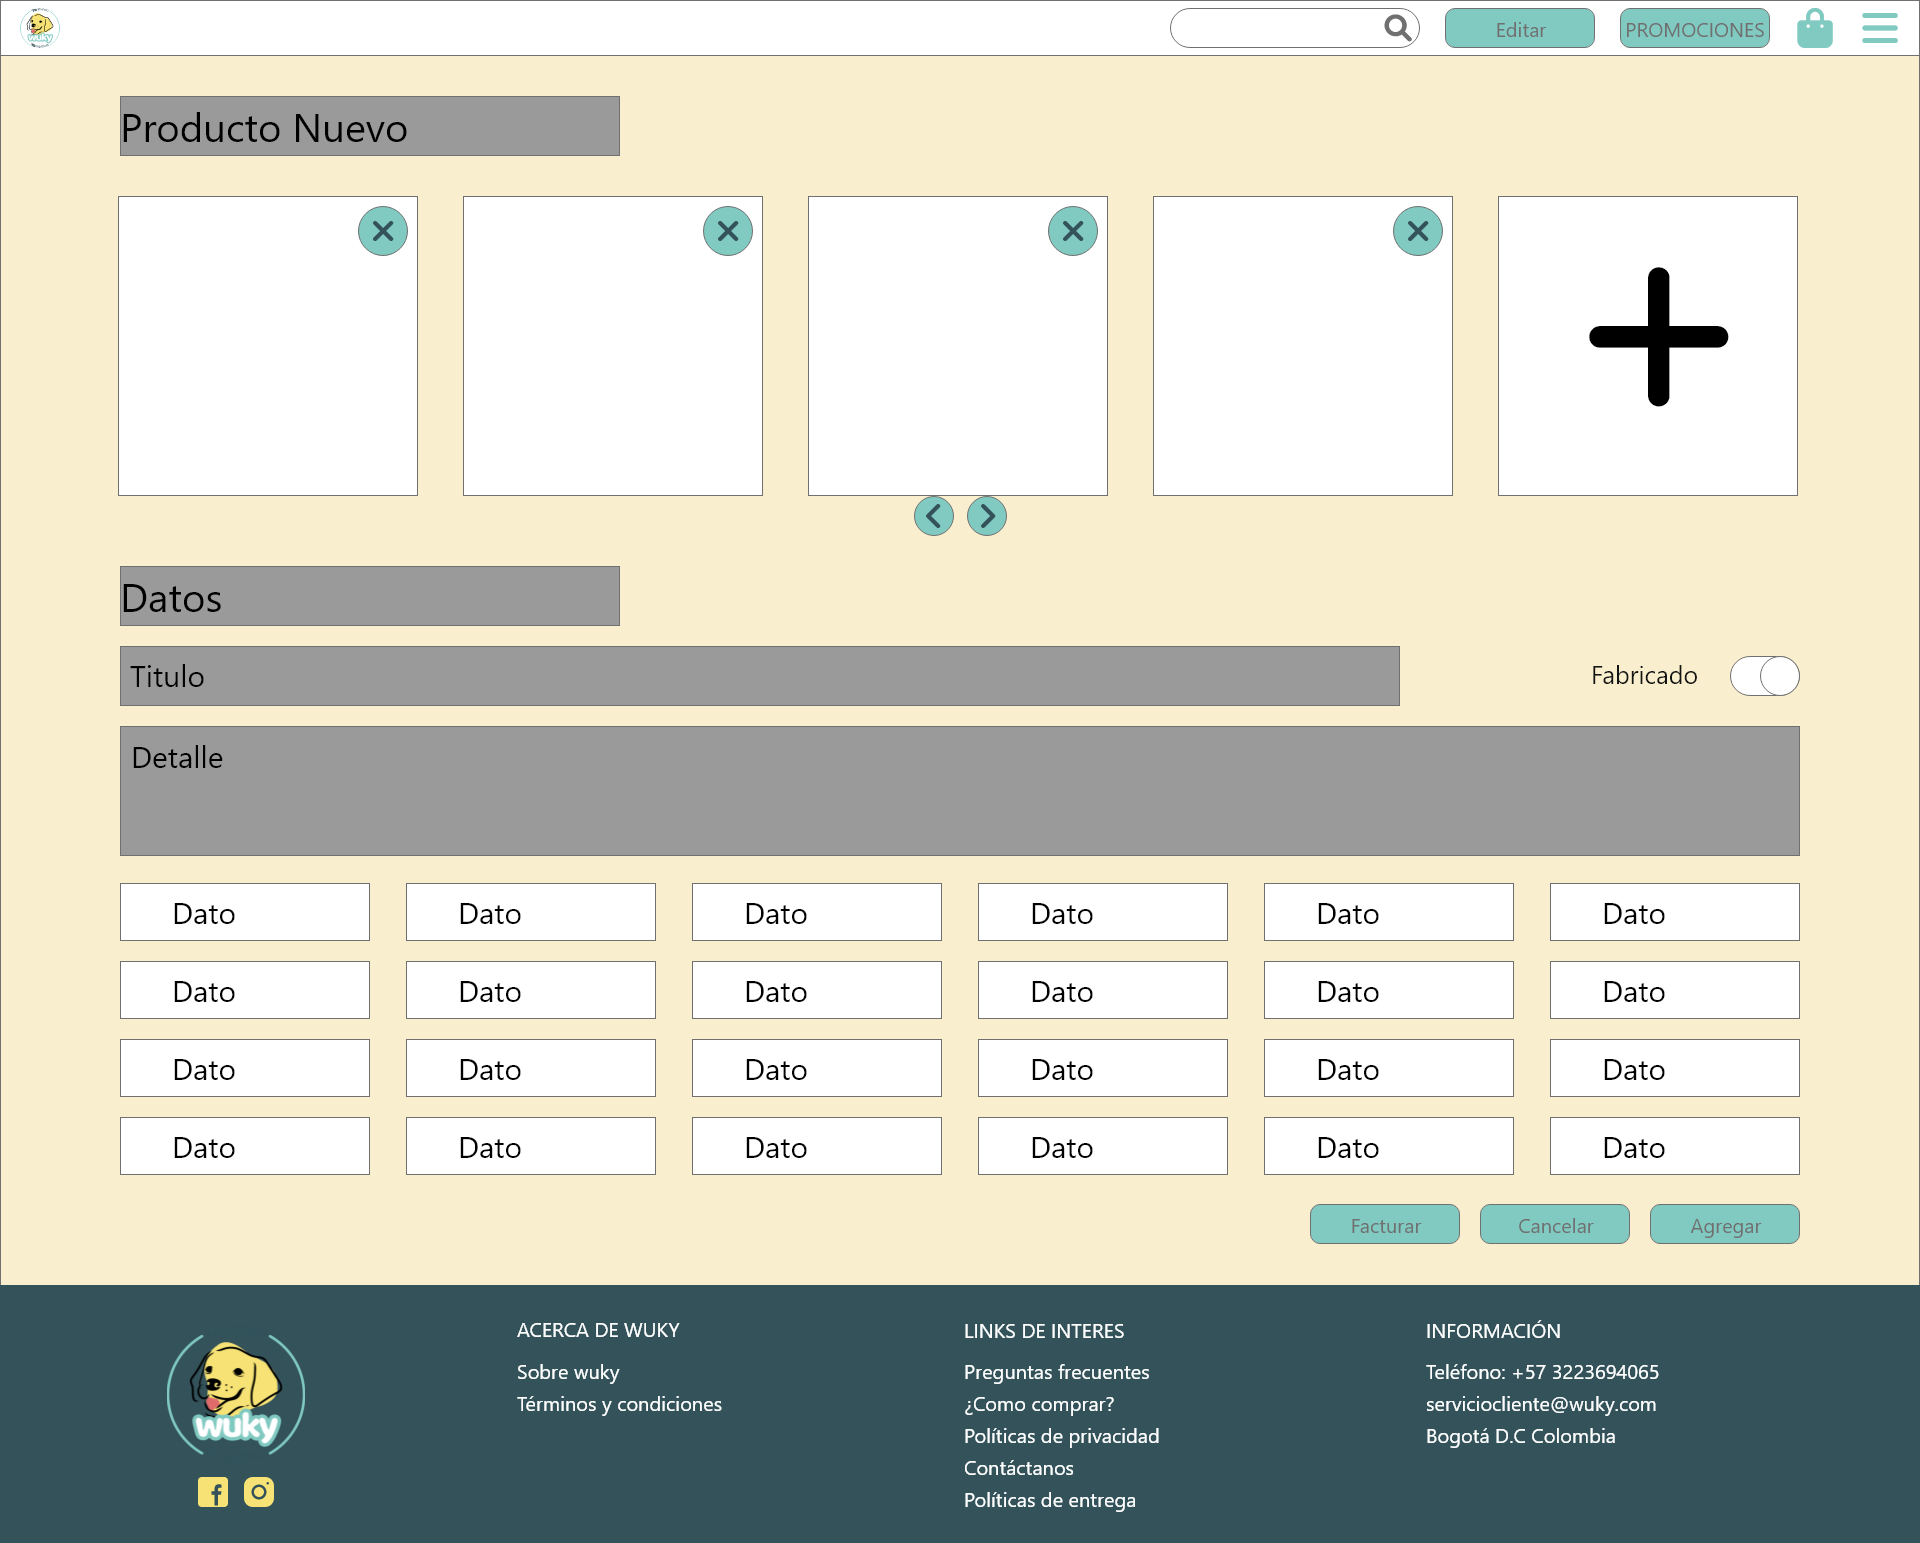 wuky
Editar
PROMOCIONES
Producto Nuevo
Datos
Titulo
Fabricado
Detalle
Dato Dato Dato Dato Dato Dato
Dato Dato Dato Dato Dato Dato
Dato Dato Dato Dato Dato Dato
Dato Dato Dato Dato Dato Dato
Facturar
Cancelar
Agregar
wuky
ACERCA DE WUKY
Sobre wuky
Términos y condiciones
LINKS DE INTERES
Preguntas frecuentes
¿Como comprar?
Políticas de privacidad
Contáctanos
Políticas de entrega
INFORMACIÓN
Teléfono: +57 3223694065
serviciocliente@wuky.com
Bogotá D.C Colombia